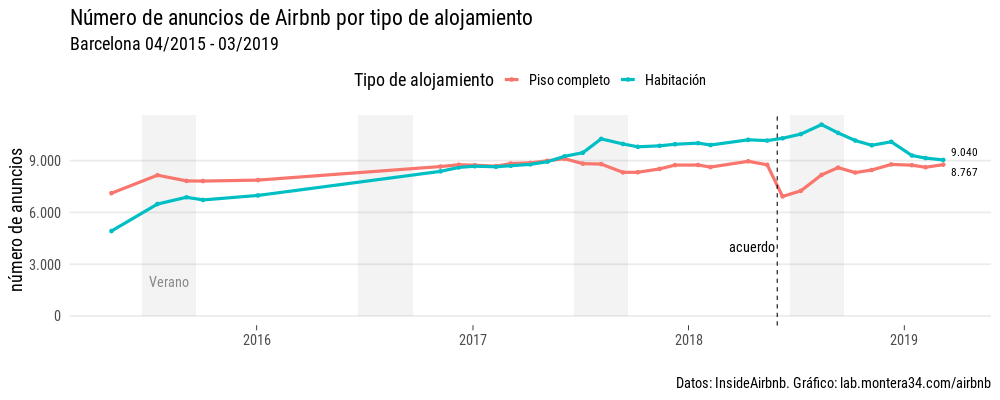 Número de anuncios de Airbnb por tipo de alojamiento
Barcelona 04/2015 - 03/2019
Tipo de alojamiento Piso completo Habitación
número de anuncios
9.000
6.000
3.000
0
Verano
acuerdo
9.040
8.767
2016 2017 2018 2019
Datos: InsideAirbnb. Gráfico: lab.montera34.com/airbnb